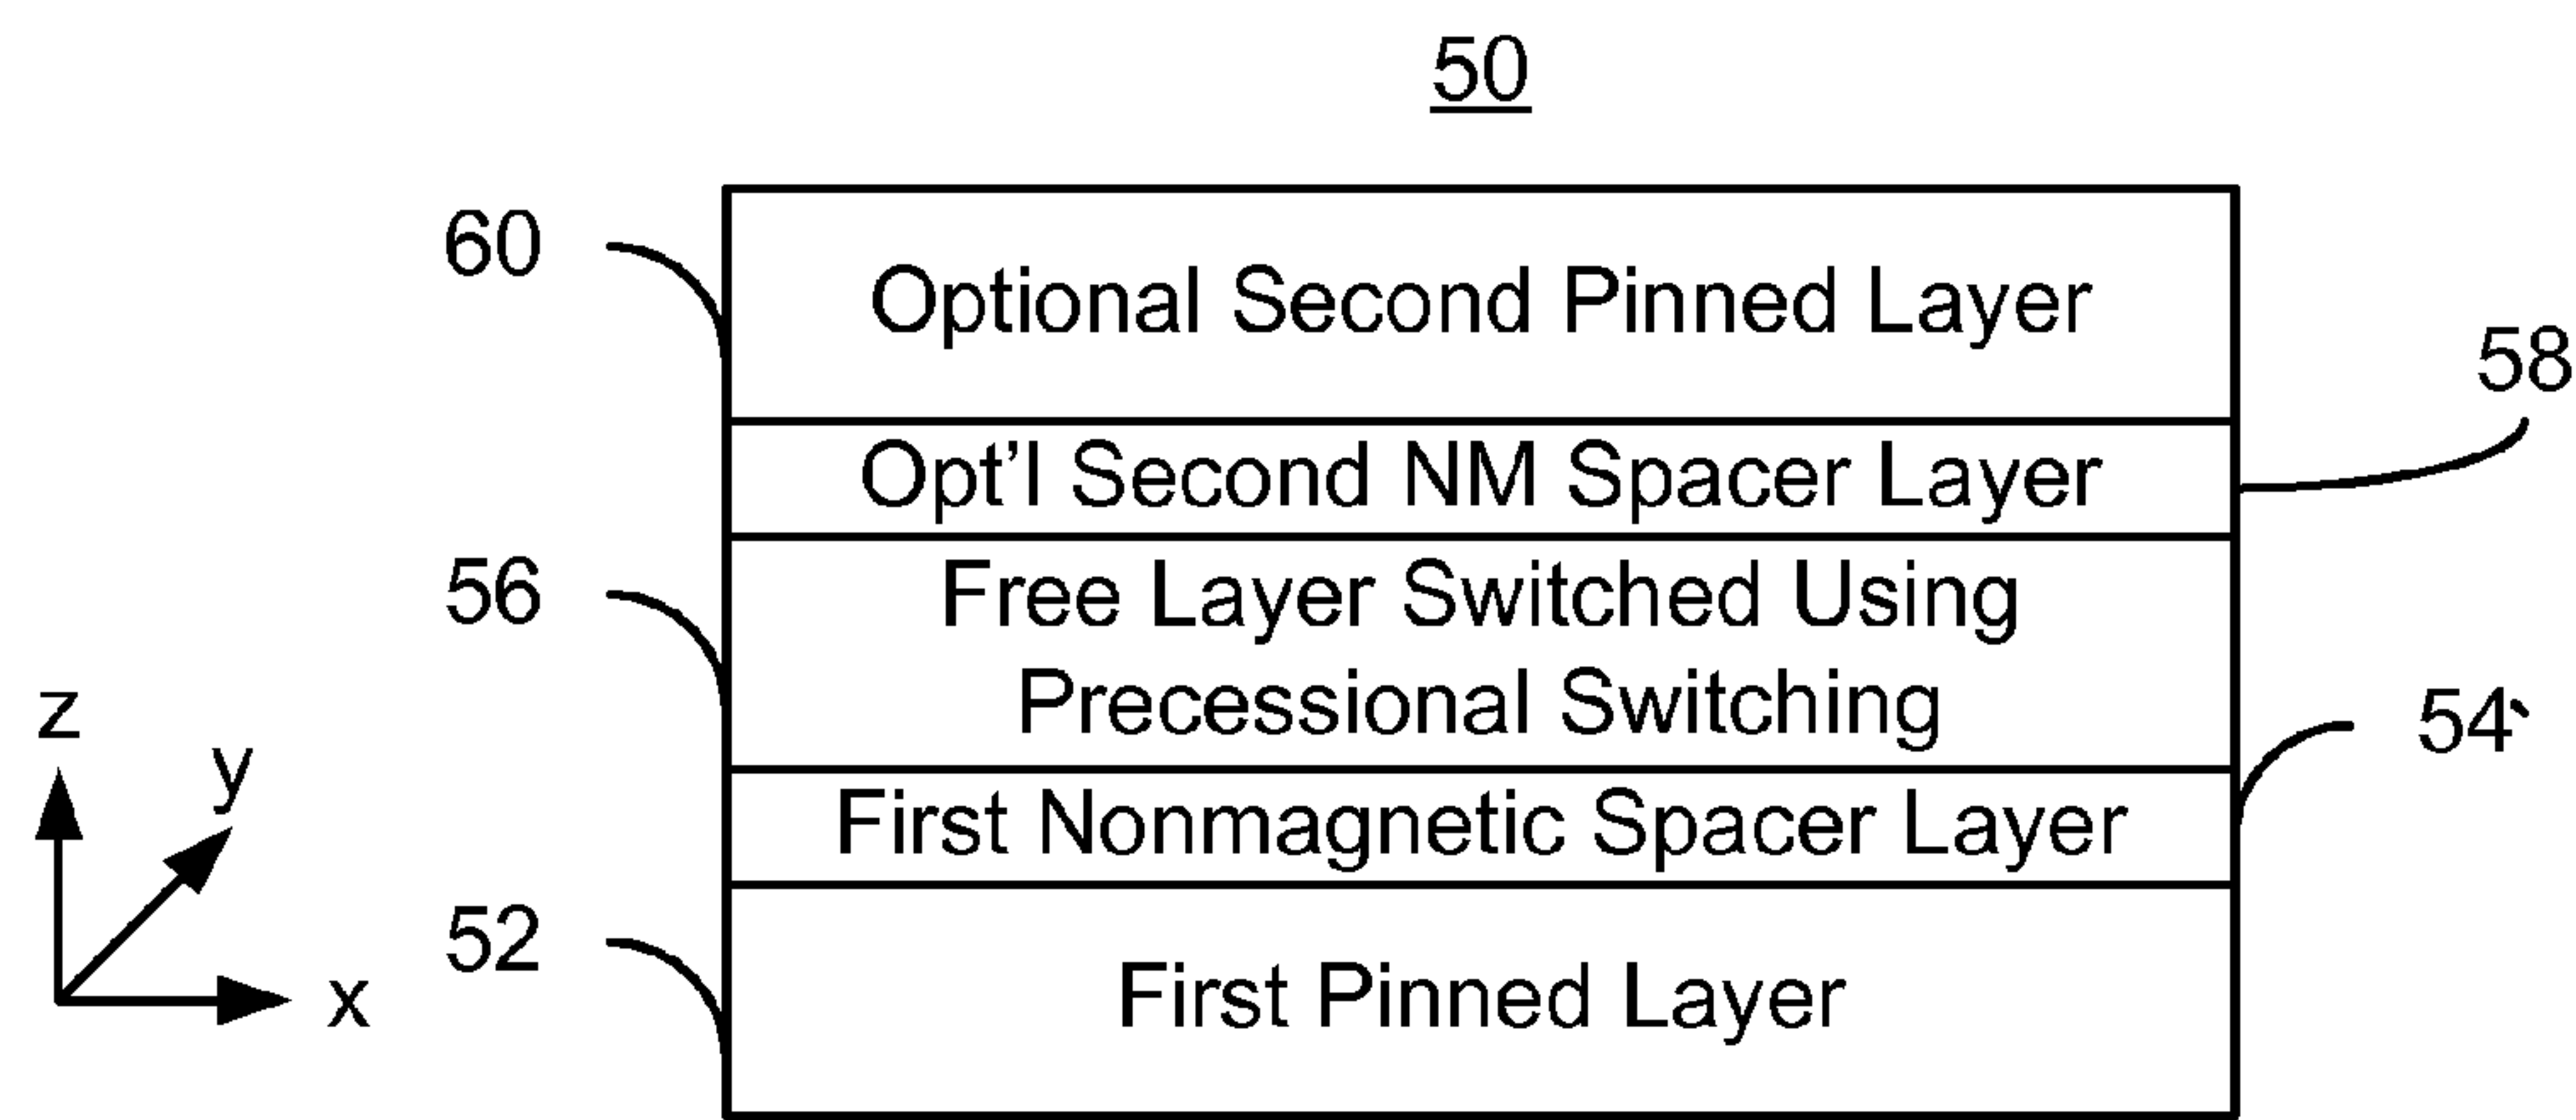 50
60
Optional Second Pinned Layer
58
Opt’l Second NM Spacer Layer
56
Free Layer Switched Using
Precessional Switching
54`
First Nonmagnetic Spacer Layer
52
First Pinned Layer
z
y
x